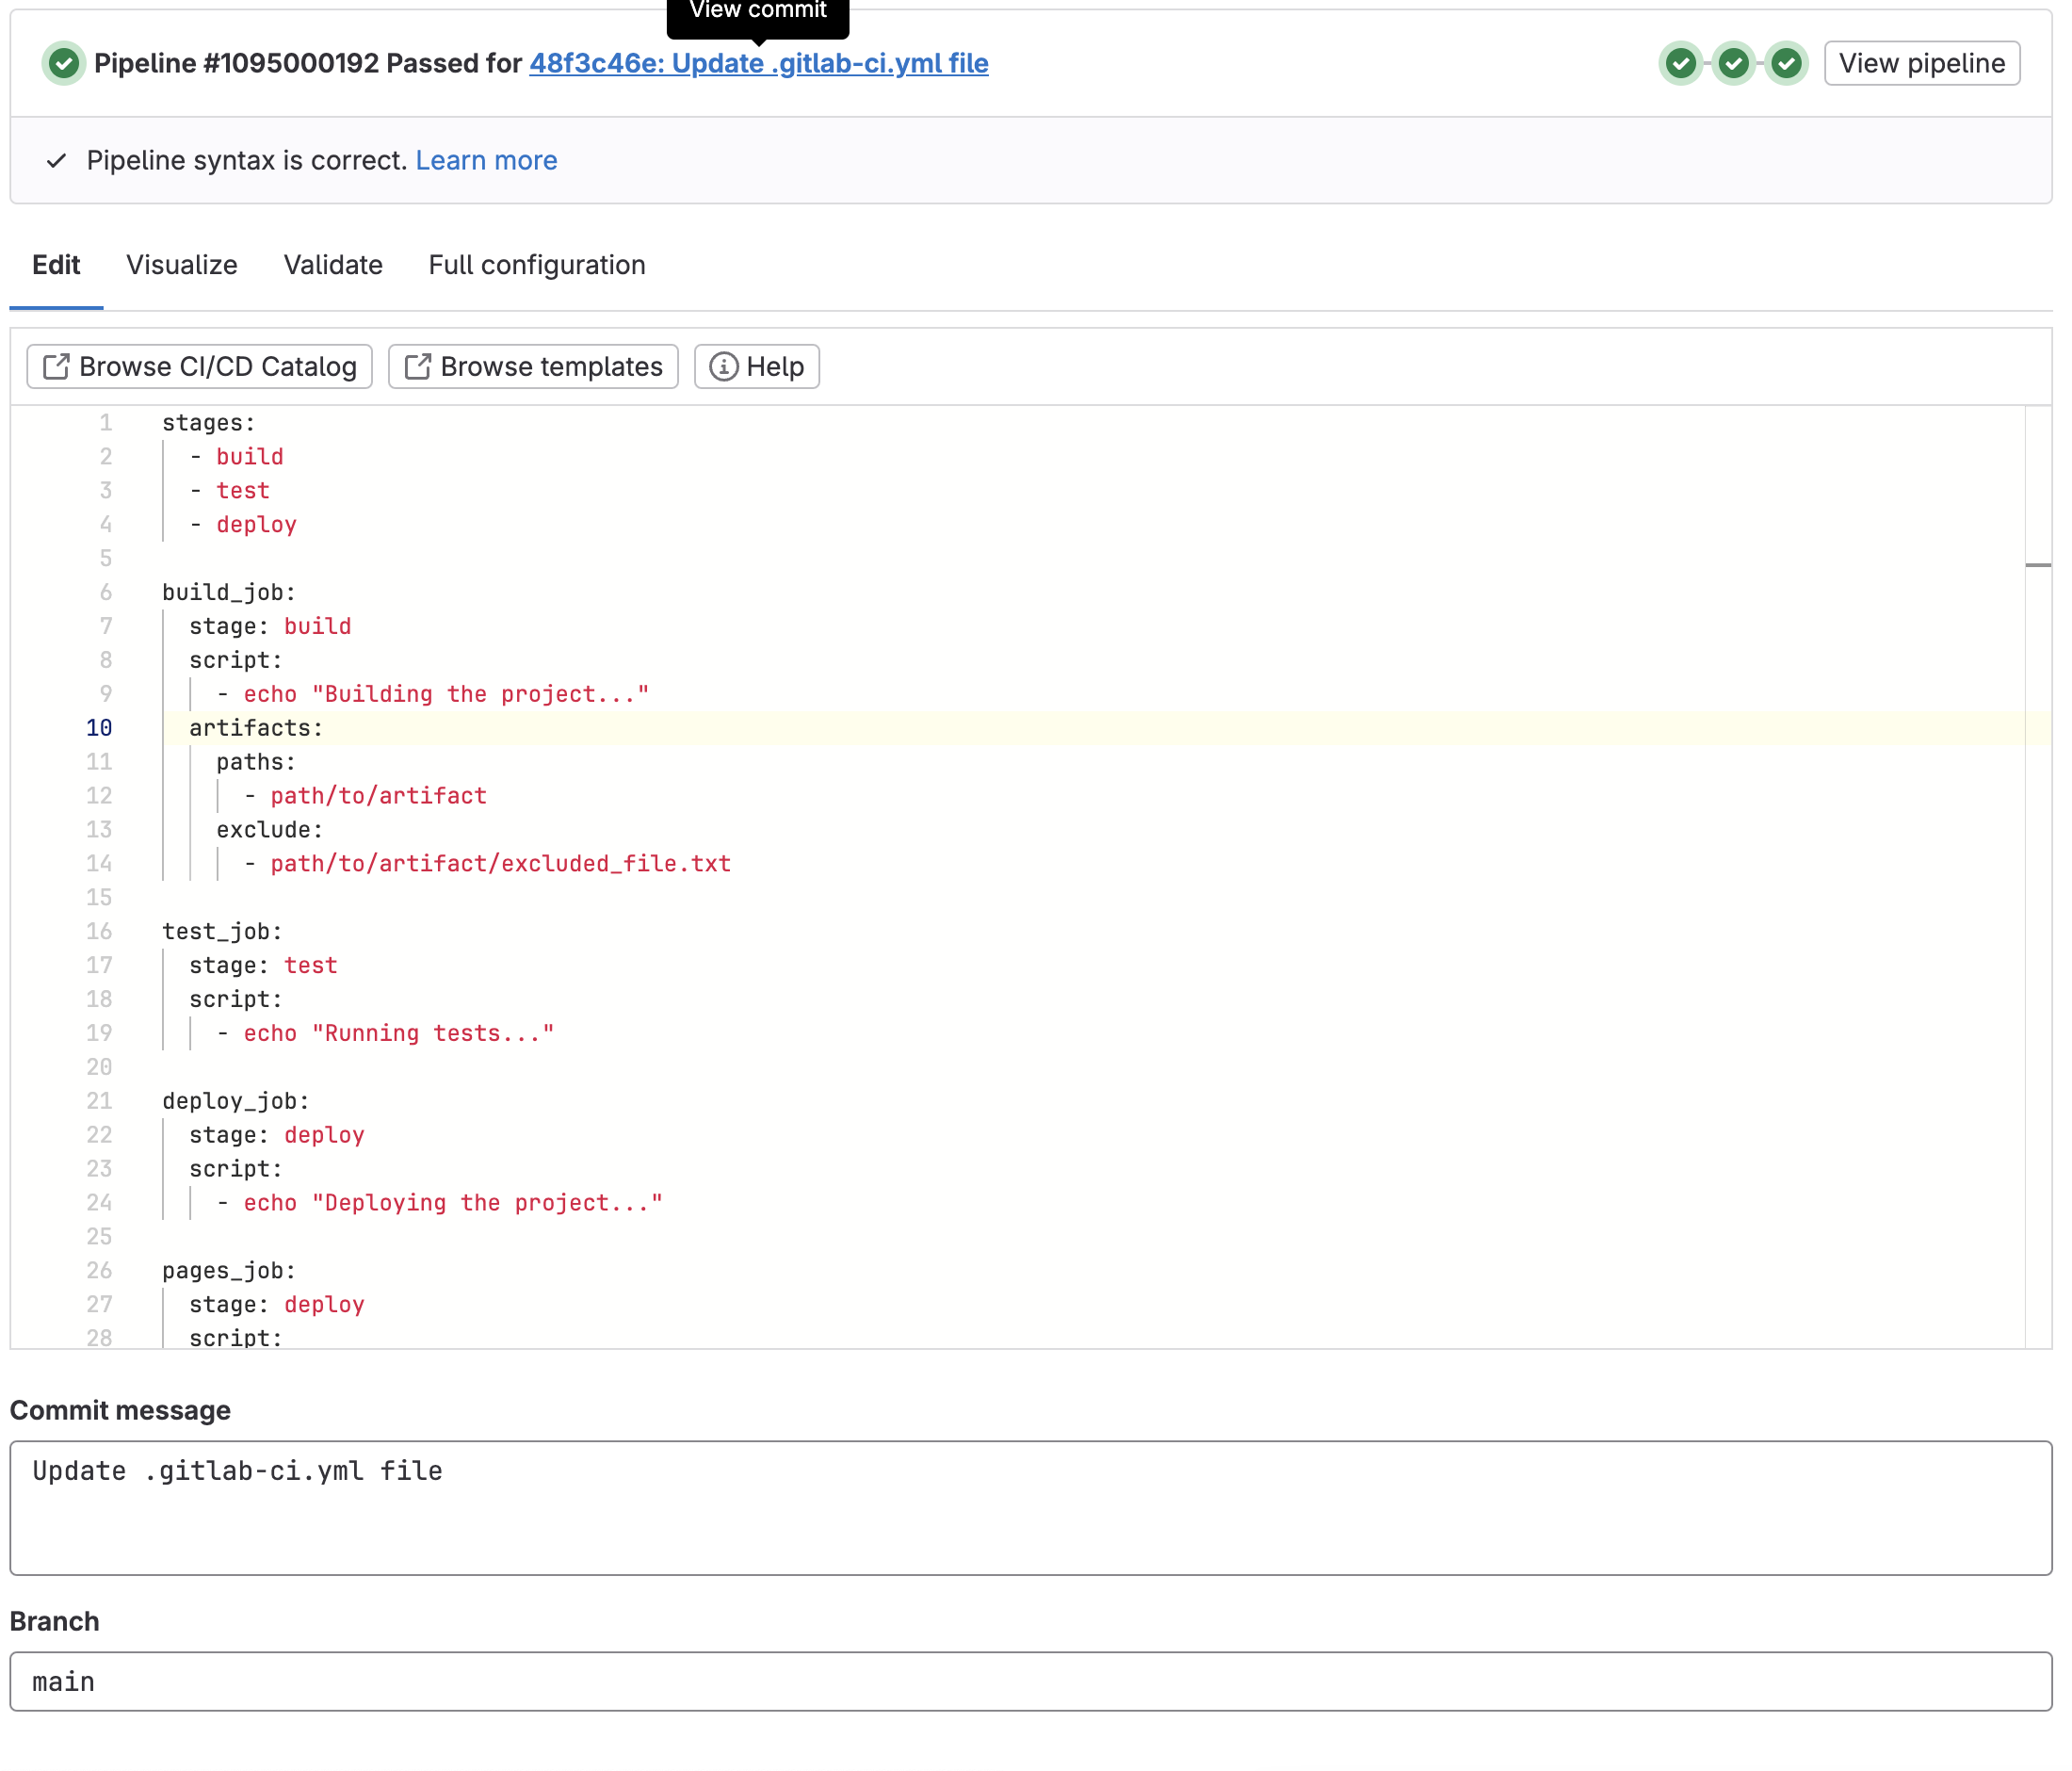 View commit
Pipeline #1095000192 Passed for 48f3c46e: Update .gitlab-ci.yml file
View pipeline
Pipeline syntax is correct. Learn more
Edit Visualize Validate Full configuration
Browse CI/CD Catalog Browse templates Help
1 stages:
2 - build
3 - test
4 - deploy
5
6 build_job:
7 stage: build
8 script:
9 - echo "Building the project..."
10 artifacts:
11 paths:
12 - path/to/artifact
13 exclude:
14 - path/to/artifact/excluded_file.txt
15
16 test_job:
17 stage: test
18 script:
19 - echo "Running tests..."
20
21 deploy_job:
22 stage: deploy
23 script:
24 - echo "Deploying the project..."
25
26 pages_job:
27 stage: deploy
28 script:
Commit message
Update .gitlab-ci.yml file
Branch
main